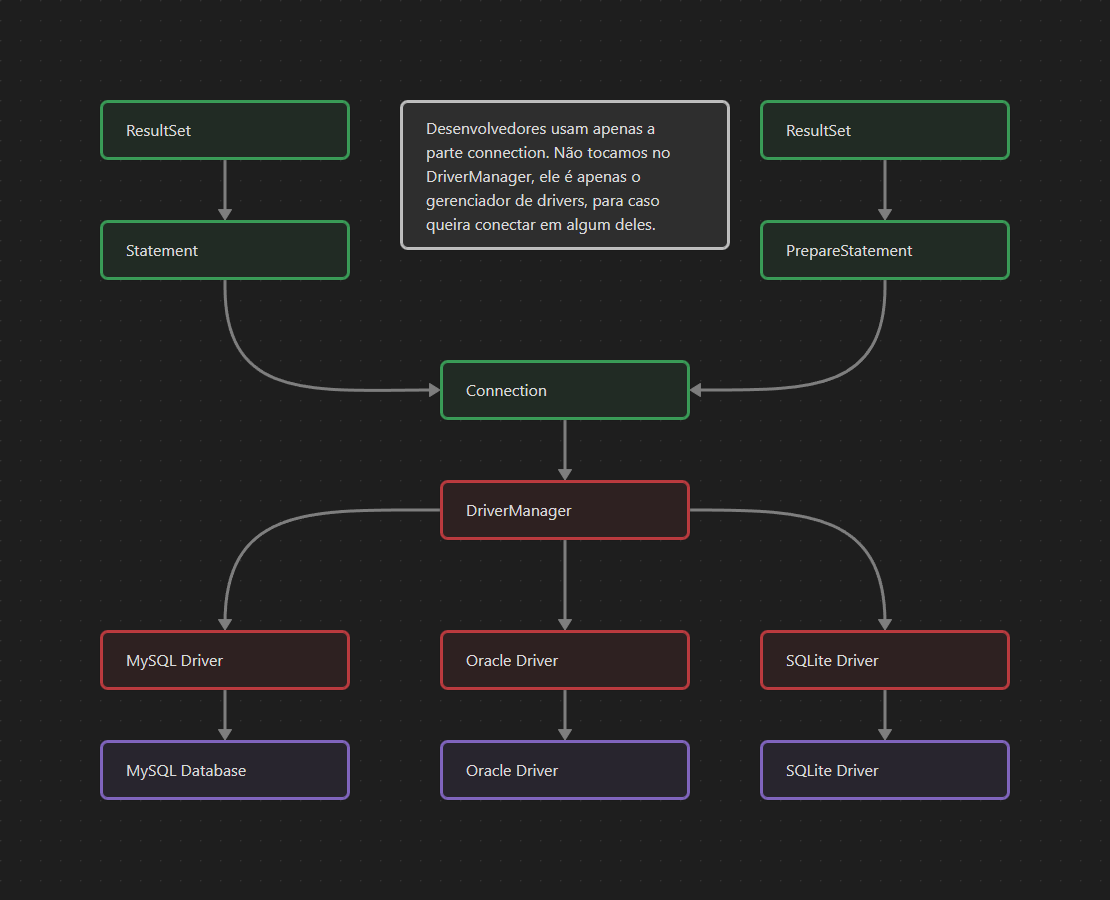 ResultSet
Desenvolvedores usam apenas a
parte connection. Não tocamos no
DriverManager, ele é apenas o
gerenciador de drivers, para caso
queira conectar em algum deles.
ResultSet
Statement
PrepareStatement
Connection
DriverManager
MySQL Driver
Oracle Driver
SQLite Driver
MySQL Database
Oracle Driver
SQLite Driver